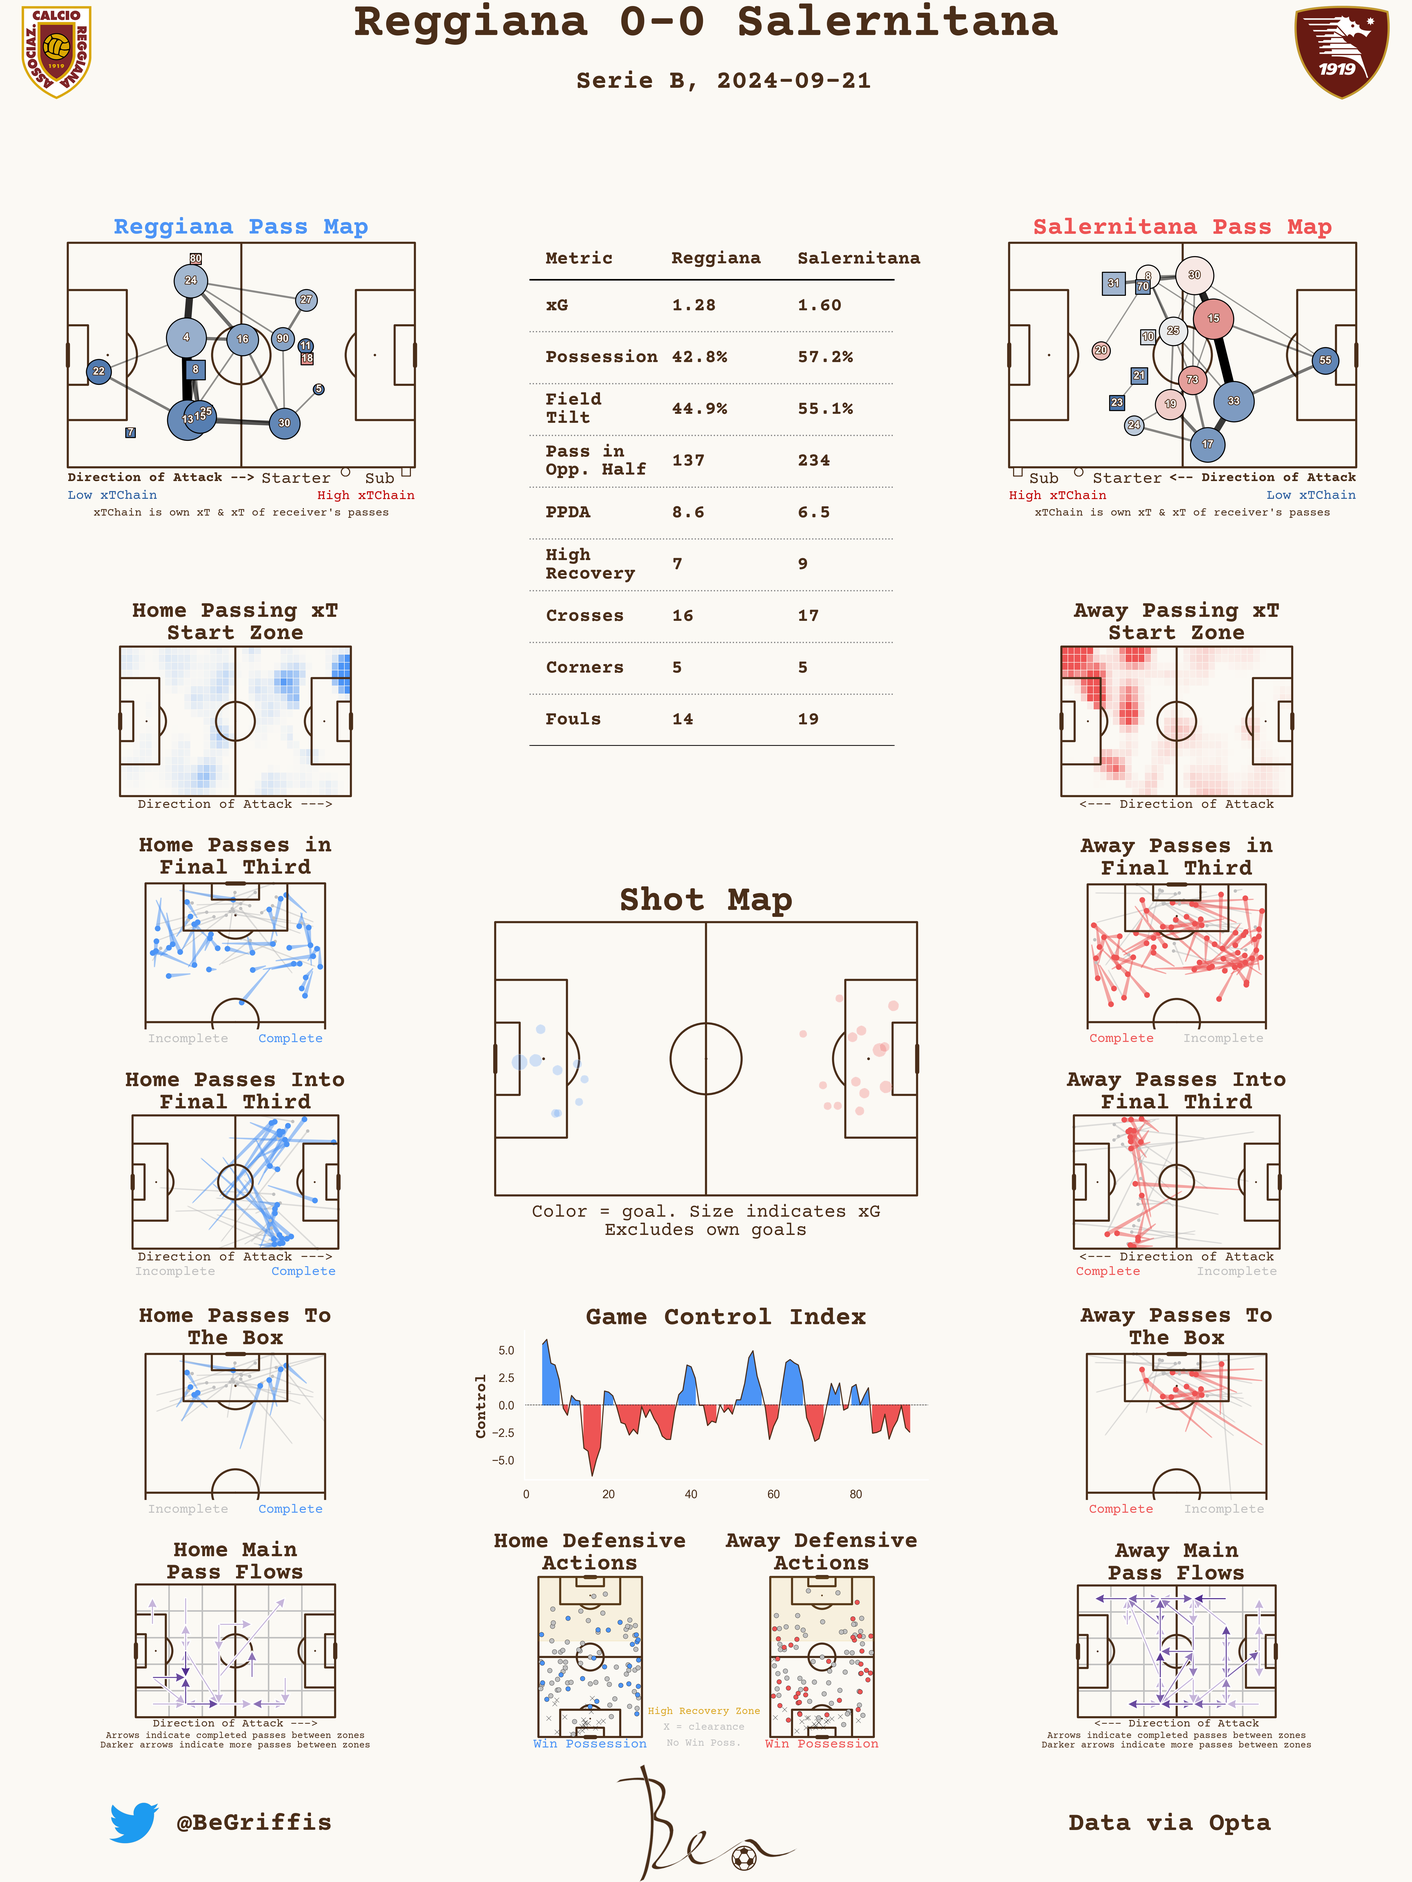 Reggiana 0-0 Salernitana
Serie B, 2024-09-21
CALCIO
REGGIANA
ASSOCIAZ.
1919
1919
Reggiana Pass Map
80
24
27
4
16
90
11
18
22
8
5
13
15
25
30
7
Direction of Attack --> Starter Sub
Low xTChain High xTChain
xTChain is own xT & xT of receiver's passes
Metric Reggiana Salernitana
xG 1.28 1.60
Possession 42.8% 57.2%
Field
Tilt 44.9% 55.1%
Pass in
Opp. Half 137 234
PPDA 8.6 6.5
High
Recovery 7 9
Crosses 16 17
Corners 5 5
Fouls 14 19
Salernitana Pass Map
31
8
70
30
15
25
10
20
55
21
73
23
19
33
24
17
Sub Starter <-- Direction of Attack
High xTChain Low xTChain
xTChain is own xT & xT of receiver's passes
Home Passing xT
Start Zone
Direction of Attack --->
Away Passing xT
Start Zone
<--- Direction of Attack
Home Passes in
Final Third
Incomplete Complete
Away Passes in
Final Third
Complete Incomplete
Shot Map
Color = goal. Size indicates xG
Excludes own goals
Home Passes Into
Final Third
Direction of Attack --->
Incomplete Complete
Away Passes Into
Final Third
<--- Direction of Attack
Complete Incomplete
Home Passes To
The Box
Incomplete Complete
Game Control Index
Control
5.0
2.5
0.0
−2.5
−5.0
0 20 40 60 80
Away Passes To
The Box
Complete Incomplete
Home Main
Pass Flows
Direction of Attack --->
Arrows indicate completed passes between zones
Darker arrows indicate more passes between zones
Home Defensive
Actions
Win Possession
High Recovery Zone
X = clearance
No Win Poss.
Away Defensive
Actions
Win Possession
Away Main
Pass Flows
<--- Direction of Attack
Arrows indicate completed passes between zones
Darker arrows indicate more passes between zones
@BeGriffis
Ben
Data via Opta